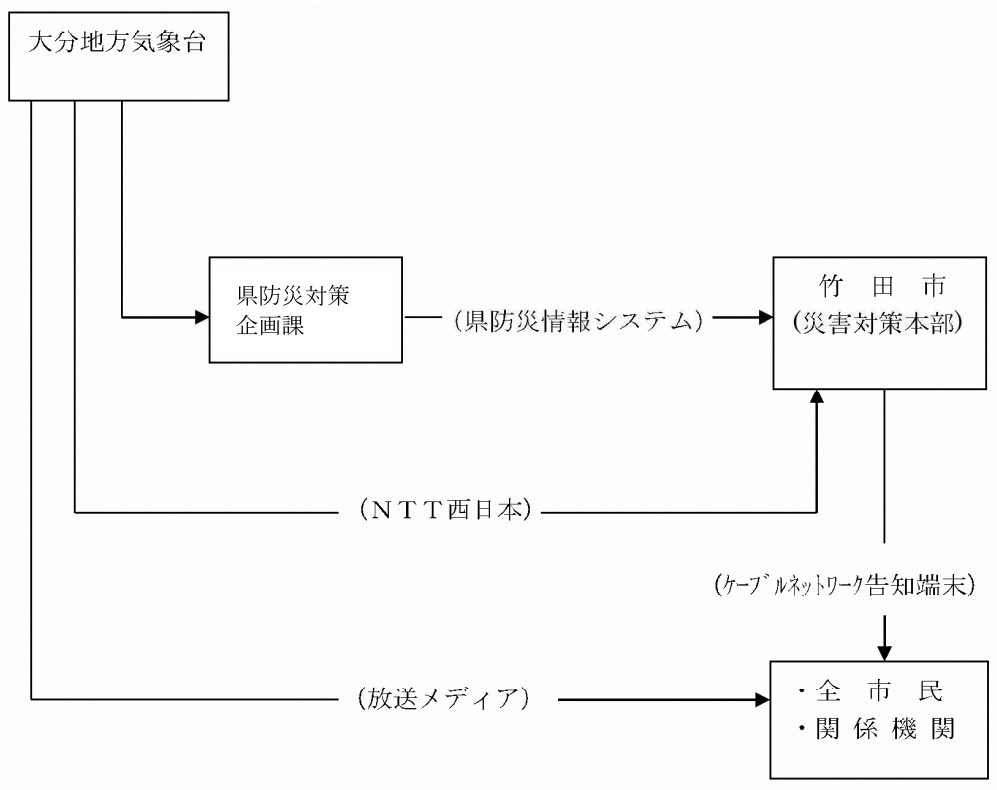 大分地方気象台
県防災対策
企画課
(県防災情報システム)
竹　田　市
(災害対策本部)
(ＮＴＴ西日本)
(ｹｰﾌﾞﾙﾈｯﾄﾜｰｸ告知端末)
(放送メディア)
・全　市　民
・関 係 機 関